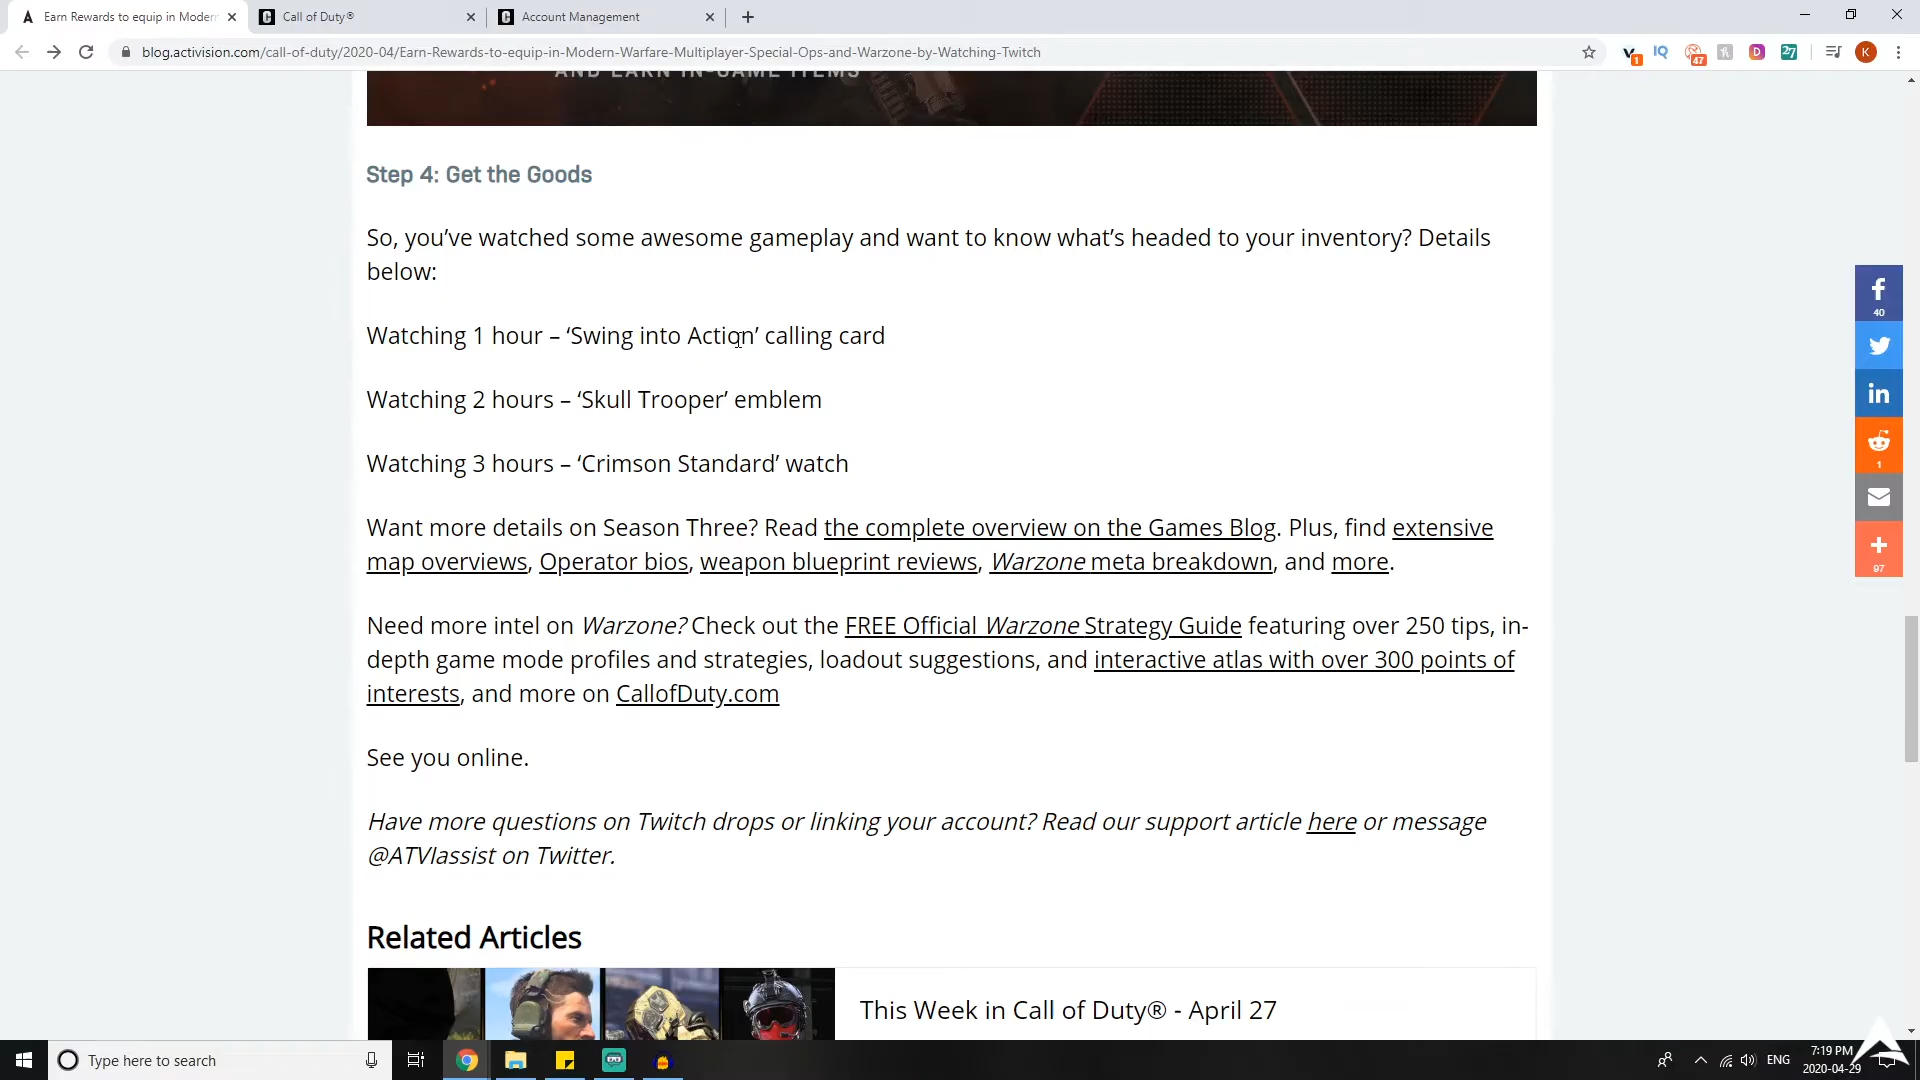 Earn Rewards to equip in Modern
Call of Duty®
Account Management
blog.activision.com/call-of-duty/2020-04/Earn-Rewards-to-equip-in-Modern-Warfare-Multiplayer-Special-Ops-and-Warzone-by-Watching-Twitch
1
IQ
47
D
27
K
AND EARN IN-GAME ITEMS
Step 4: Get the Goods
So, you’ve watched some awesome gameplay and want to know what’s headed to your inventory? Details
below:
Watching 1 hour – ‘Swing into Action’ calling card
Watching 2 hours – ‘Skull Trooper’ emblem
Watching 3 hours – ‘Crimson Standard’ watch
Want more details on Season Three? Read the complete overview on the Games Blog. Plus, find extensive
map overviews, Operator bios, weapon blueprint reviews, Warzone meta breakdown, and more.
Need more intel on Warzone? Check out the FREE Official Warzone Strategy Guide featuring over 250 tips, in-
depth game mode profiles and strategies, loadout suggestions, and interactive atlas with over 300 points of
interests, and more on CallofDuty.com
See you online.
Have more questions on Twitch drops or linking your account? Read our support article here or message
@ATVIassist on Twitter.
Related Articles
This Week in Call of Duty® - April 27
40
in
1
97
Type here to search
ENG
7:19 PM
2020-04-29